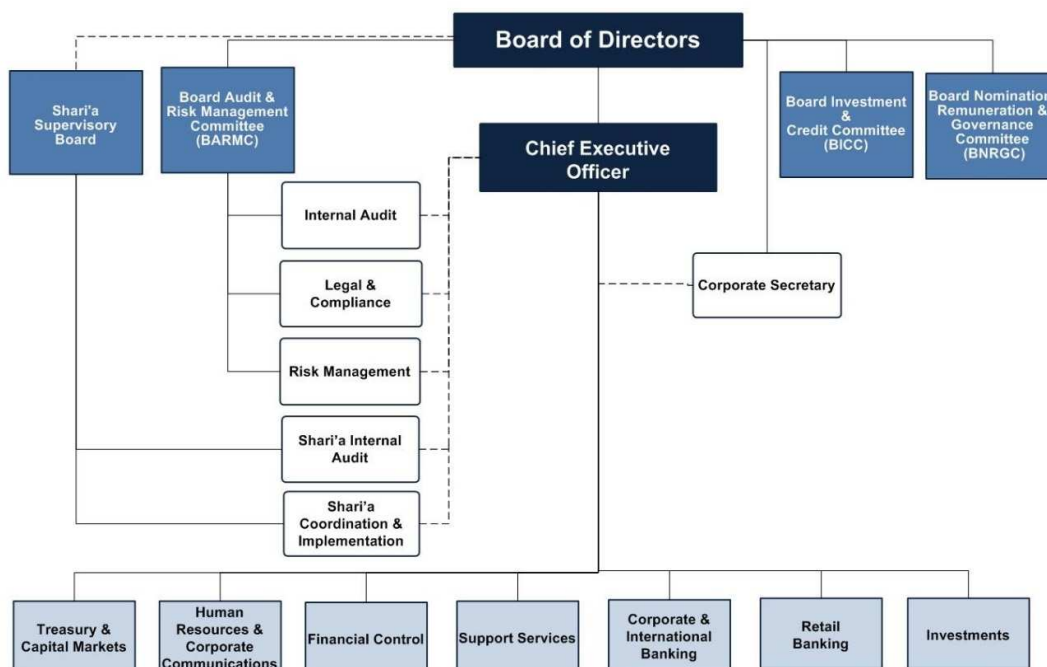 Board of Directors
Shari'a
Supervisory
Board
Board Audit &
Risk Management
Committee
(BARMC)
Board Investment
&
Credit Committee
(BICC)
Board Nomination
Remuneration &
Governance
Committee
(BNRGC)
Chief Executive
Officer
Internal Audit
Legal &
Compliance
Corporate Secretary
Risk Management
Shari'a Internal
Audit
Shari'a
Coordination &
Implementation
Treasury &
Capital Markets
Human
Resources &
Corporate
Communications
Financial Control
Support Services
Corporate &
International
Banking
Retail
Banking
Investments